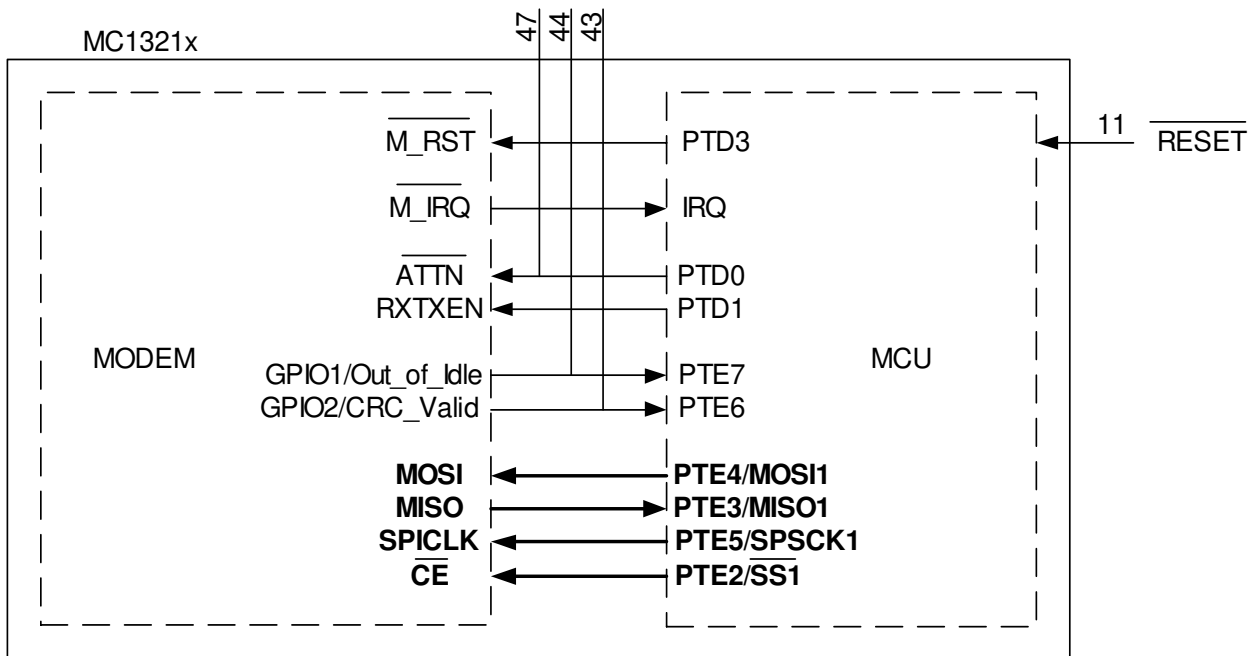 47 44 43
MC1321x
M_RST PTD3 11 RESET
M_IRQ IRQ
ATTN PTD0
RXTXEN PTD1
MODEM MCU
GPIO1/Out_of_Idle PTE7
GPIO2/CRC_Valid PTE6
MOSI PTE4/MOSI1
MISO PTE3/MISO1
SPICLK PTE5/SPSCK1
CE PTE2/SS1